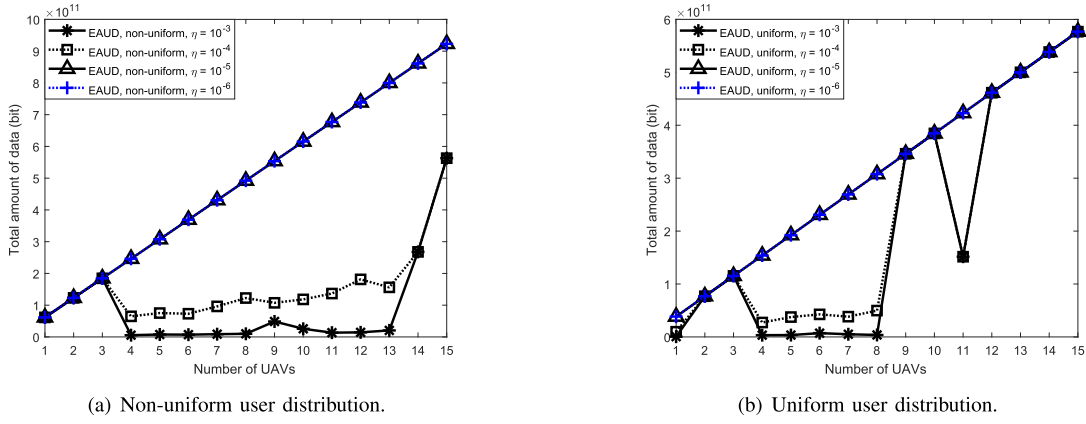 ×10^11
10
9
8
7
6
5
4
3
2
1
0
Total amount of data (bit)
EAUD, non-uniform, η = 10^-3
EAUD, non-uniform, η = 10^-4
EAUD, non-uniform, η = 10^-5
EAUD, non-uniform, η = 10^-6
1 2 3 4 5 6 7 8 9 10 11 12 13 14 15
Number of UAVs
(a) Non-uniform user distribution.
×10^11
6
5
4
3
2
1
0
Total amount of data (bit)
EAUD, uniform, η = 10^-3
EAUD, uniform, η = 10^-4
EAUD, uniform, η = 10^-5
EAUD, uniform, η = 10^-6
1 2 3 4 5 6 7 8 9 10 11 12 13 14 15
Number of UAVs
(b) Uniform user distribution.